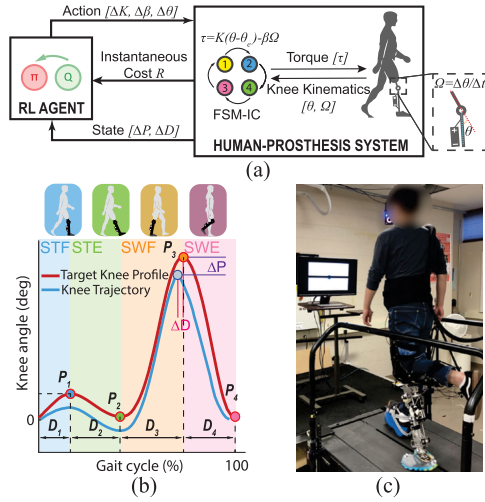 Action [ΔK, Δβ, Δθ]
Instantaneous
Cost R
State [ΔP, ΔD]
π
Q
RL AGENT
τ=K(θ-θe)-βΩ
1
2
3
4
FSM-IC
Torque [τ]
Knee Kinematics
[θ, Ω]
HUMAN-PROSTHESIS SYSTEM
Ω=Δθ/Δt
θ
(a)
(b)
STF
STE
SWF
SWE
P3
ΔP
Target Knee Profile
Knee Trajectory
ΔD
Knee angle (deg)
P1
P2
P4
0
D1
D2
D3
D4
Gait cycle (%)
100
(c)